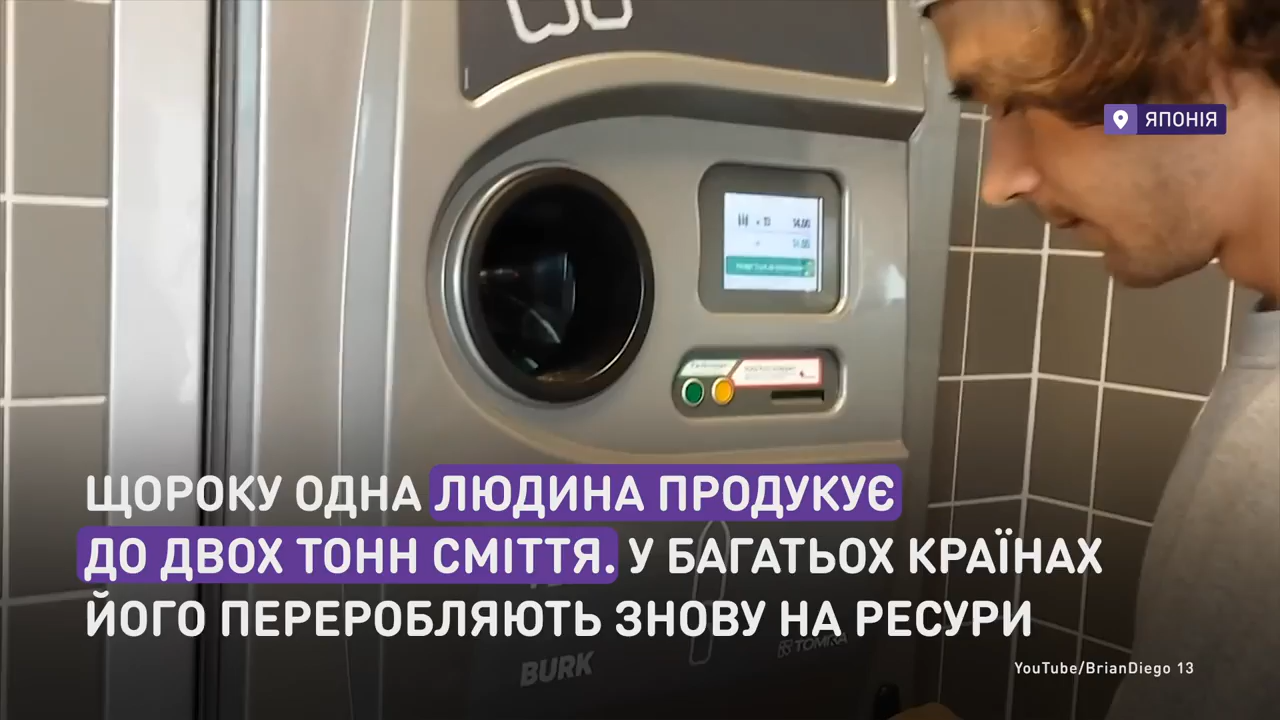 ЯПОНІЯ
ЩОРОКУ ОДНА ЛЮДИНА ПРОДУКУЄ
ДО ДВОХ ТОНН СМІТТЯ. У БАГАТЬОХ КРАЇНАХ
ЙОГО ПЕРЕРОБЛЯЮТЬ ЗНОВУ НА РЕСУРИ
TOMRA
BURK
YouTube/BrianDiego 13